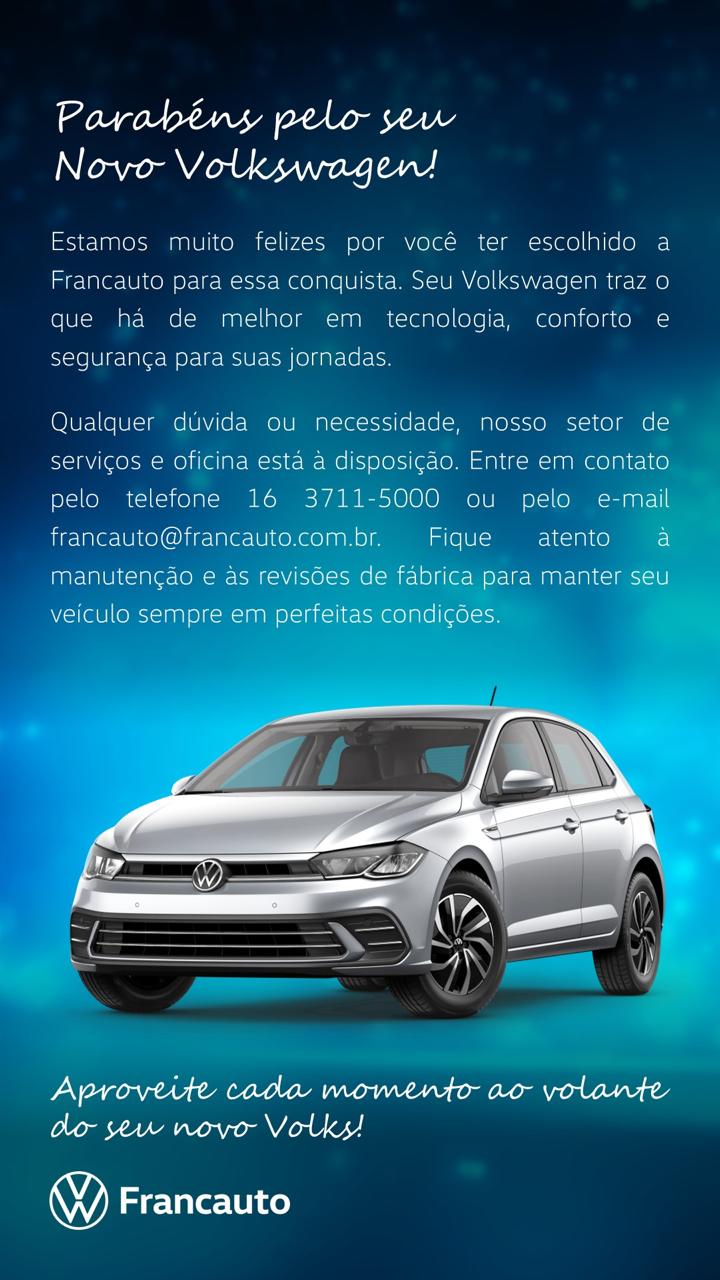 Parabéns pelo seu
Novo Volkswagen!
Estamos muito felizes por você ter escolhido a
Francauto para essa conquista. Seu Volkswagen traz o
que há de melhor em tecnologia, conforto e
segurança para suas jornadas.
Qualquer dúvida ou necessidade, nosso setor de
serviços e oficina está à disposição. Entre em contato
pelo telefone 16 3711-5000 ou pelo e-mail
francauto@francauto.com.br. Fique atento à
manutenção e às revisões de fábrica para manter seu
veículo sempre em perfeitas condições.
Aproveite cada momento ao volante
do seu novo Volks!
Francauto